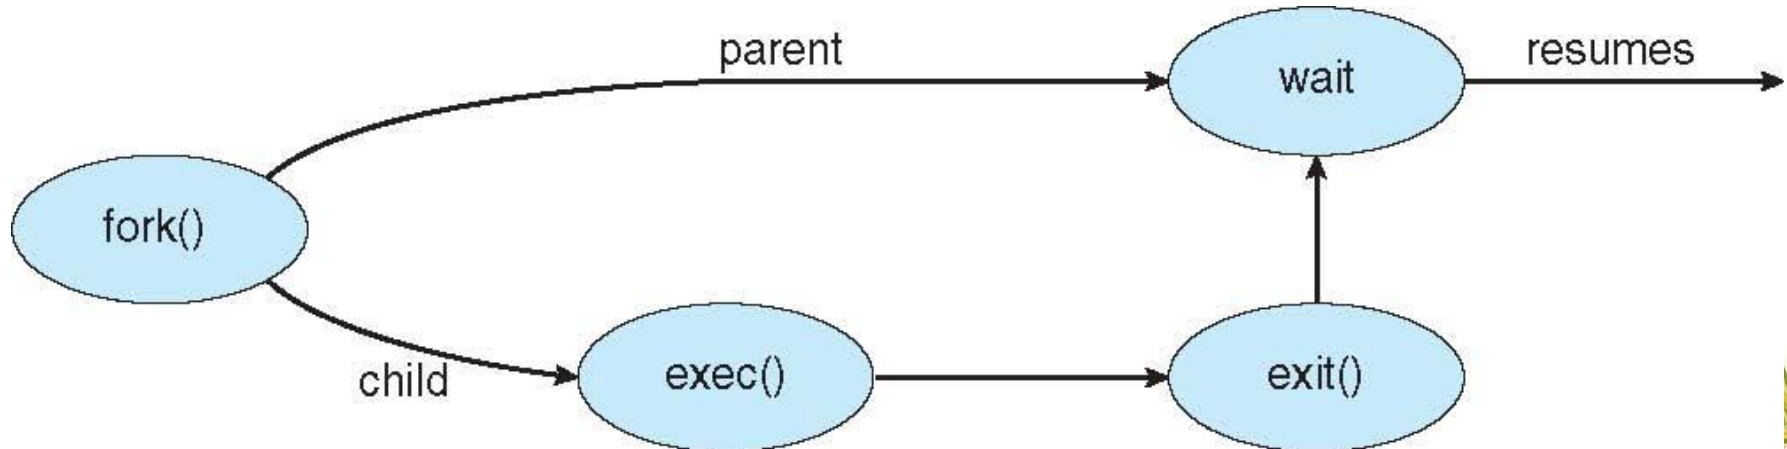 parent
resumes
wait
fork()
child
exec()
exit()